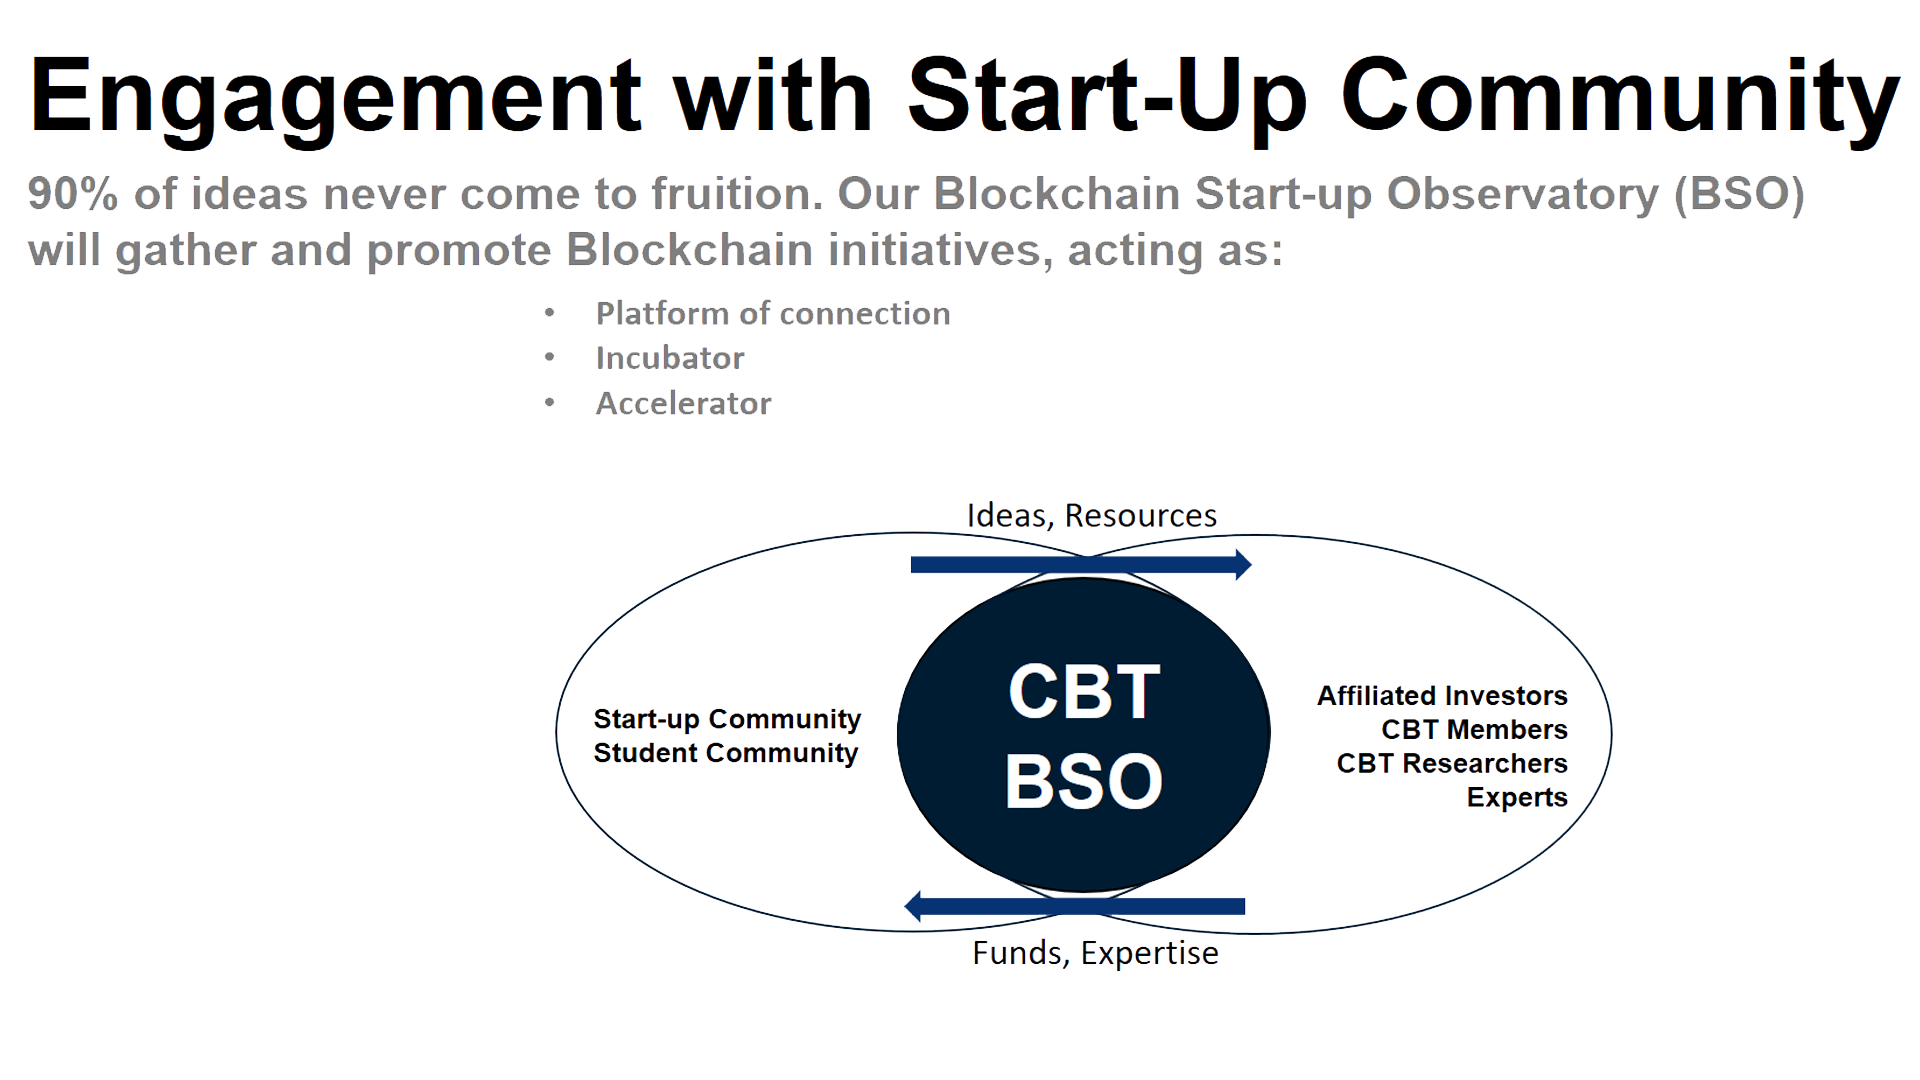 Engagement with Start-Up Community
90% of ideas never come to fruition. Our Blockchain Start-up Observatory (BSO)
will gather and promote Blockchain initiatives, acting as:
• Platform of connection
• Incubator
• Accelerator
Ideas, Resources
Start-up Community
Student Community
CBT
BSO
Affiliated Investors
CBT Members
CBT Researchers
Experts
Funds, Expertise